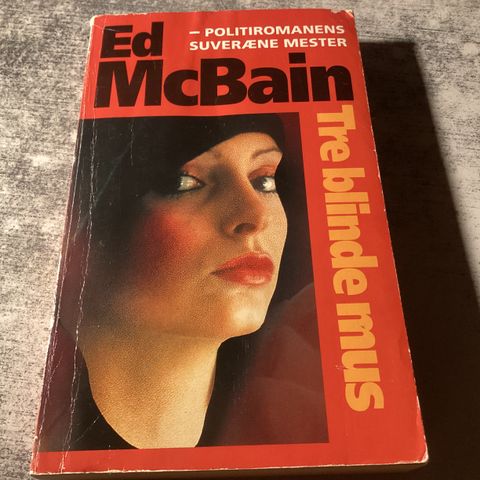 Ed
McBain
– POLITIROMANENS
SUVERÆNE MESTER
Tre blinde mus